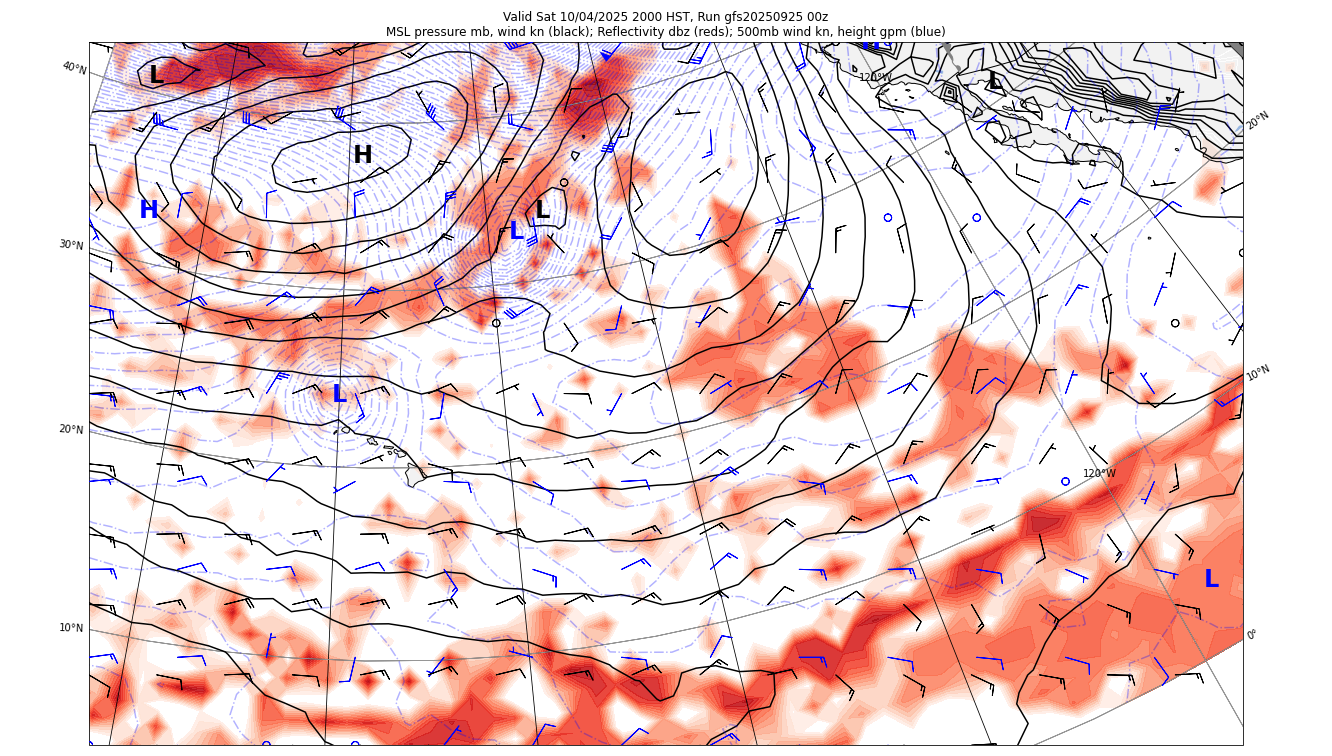 Valid Sat 10/04/2025 2000 HST, Run gfs20250925 00z
MSL pressure mb, wind kn (black); Reflectivity dbz (reds); 500mb wind kn, height gpm (blue)
40°N
L
H
120°W
L
20°N
H
H
L
L
30°N
10°N
L
20°N
120°W
L
10°N
0°